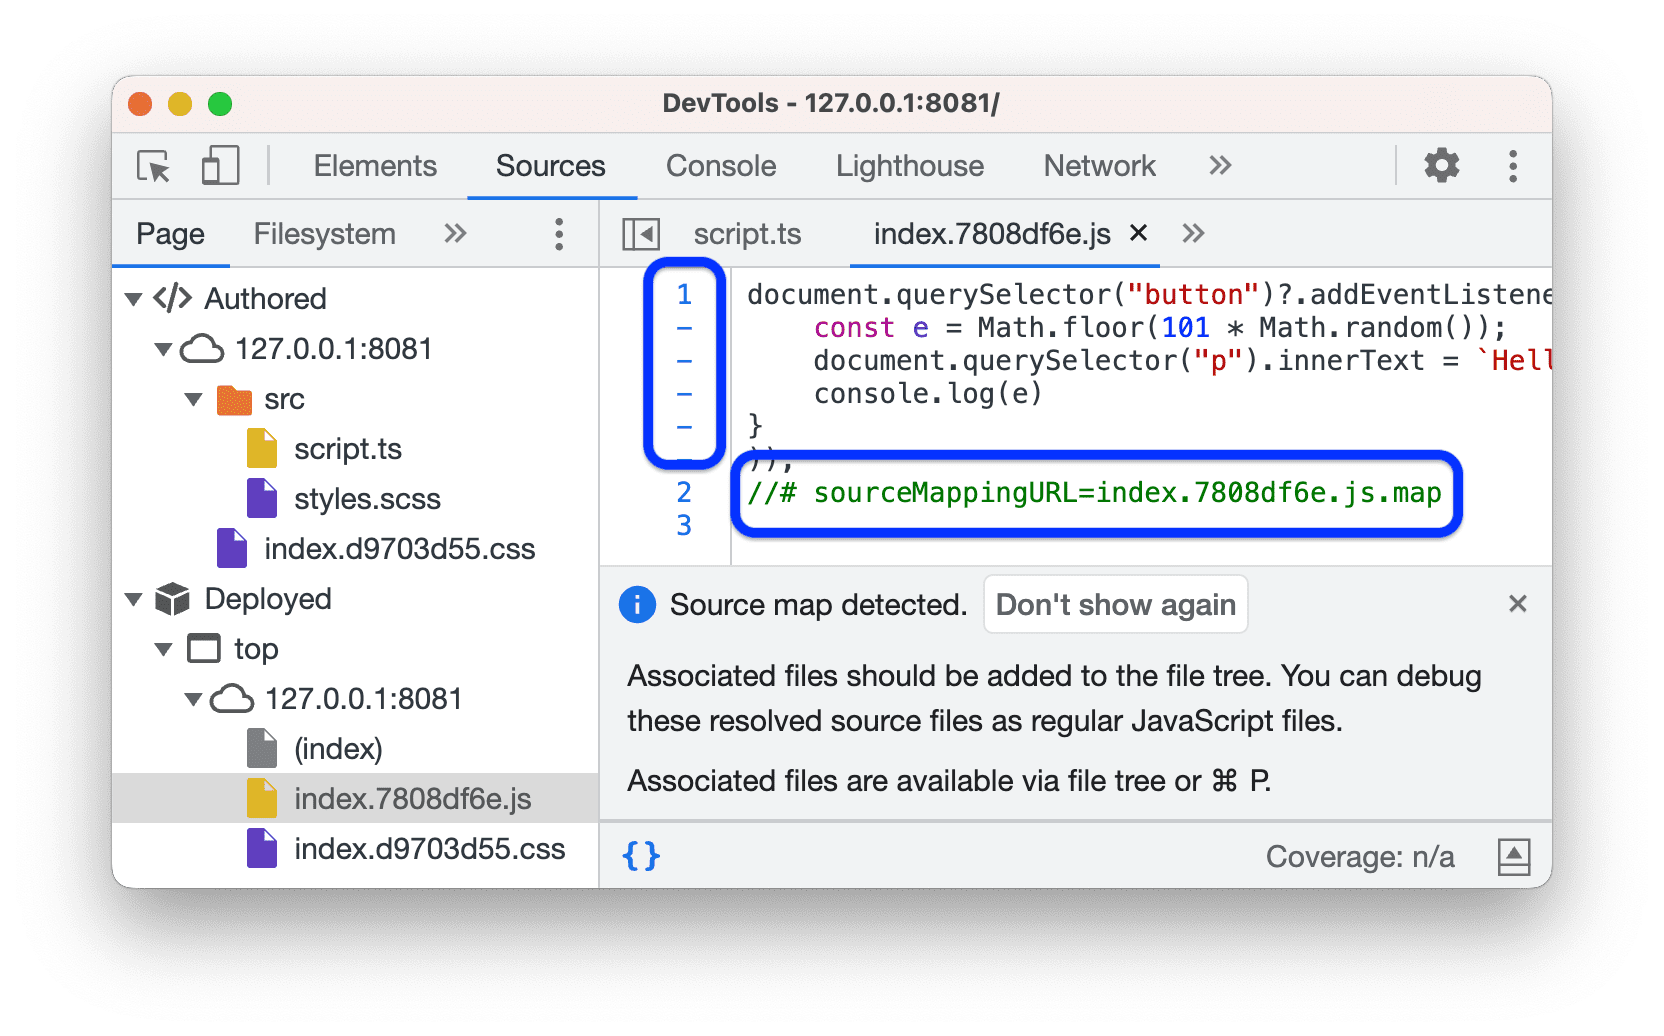 DevTools - 127.0.0.1:8081/
Elements Sources Console Lighthouse Network »
Page Filesystem »
script.ts index.7808df6e.js × »
Authored
127.0.0.1:8081
src
script.ts
styles.scss
index.d9703d55.css
Deployed
top
127.0.0.1:8081
(index)
index.7808df6e.js
index.d9703d55.css
1 document.querySelector("button")?.addEventListene
- const e = Math.floor(101 * Math.random());
- document.querySelector("p").innerText = `Hell
- console.log(e)
- }
- ));
2 //# sourceMappingURL=index.7808df6e.js.map
3
Source map detected. Don't show again ×
Associated files should be added to the file tree. You can debug
these resolved source files as regular JavaScript files.
Associated files are available via file tree or ⌘ P.
{} Coverage: n/a